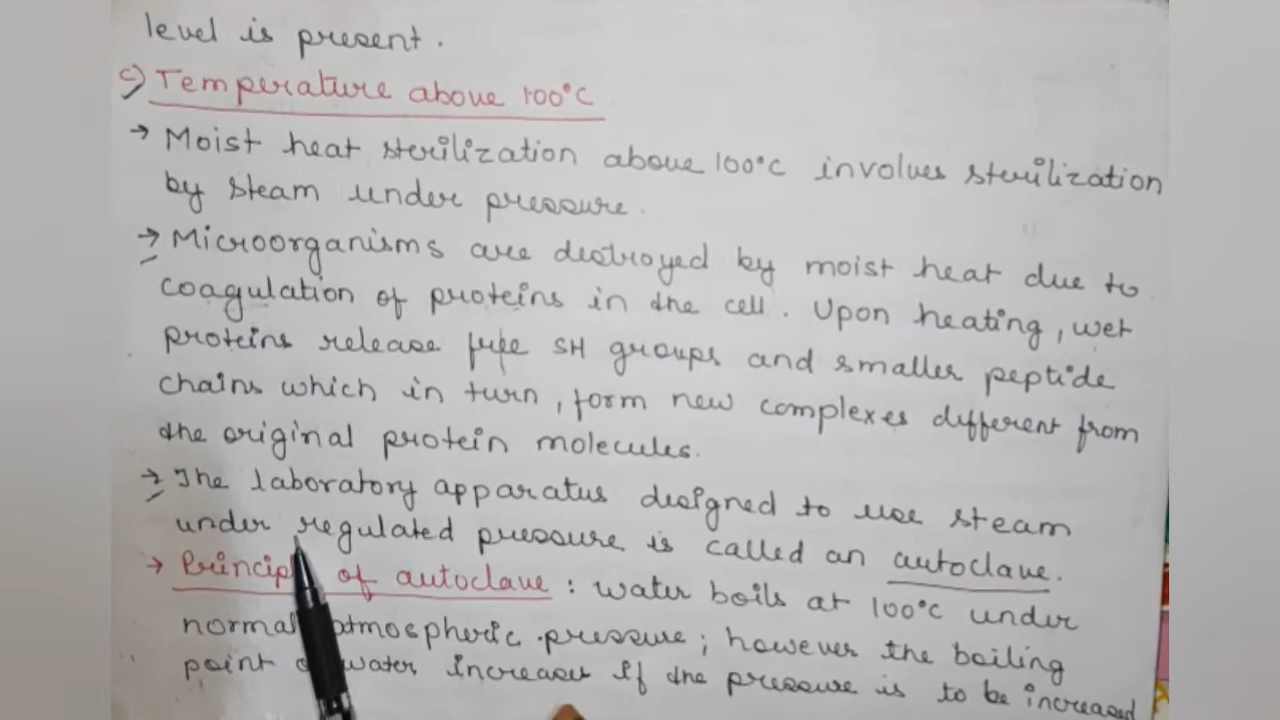 level is present.
c) Temperature above 100°C
→ Moist heat sterilization above 100°C involves sterilization
by steam under pressure.
→ Microorganisms are destroyed by moist heat due to
coagulation of proteins in the cell. Upon heating, wet
proteins release free SH groups and smaller peptide
chains which in turn, form new complexes different from
the original protein molecules.
→ The laboratory apparatus designed to use steam
under regulated pressure is called an autoclave.
→ Principle of autoclave : water boils at 100°C under
normal atmospheric pressure; however the boiling
point of water increases if the pressure is to be increased